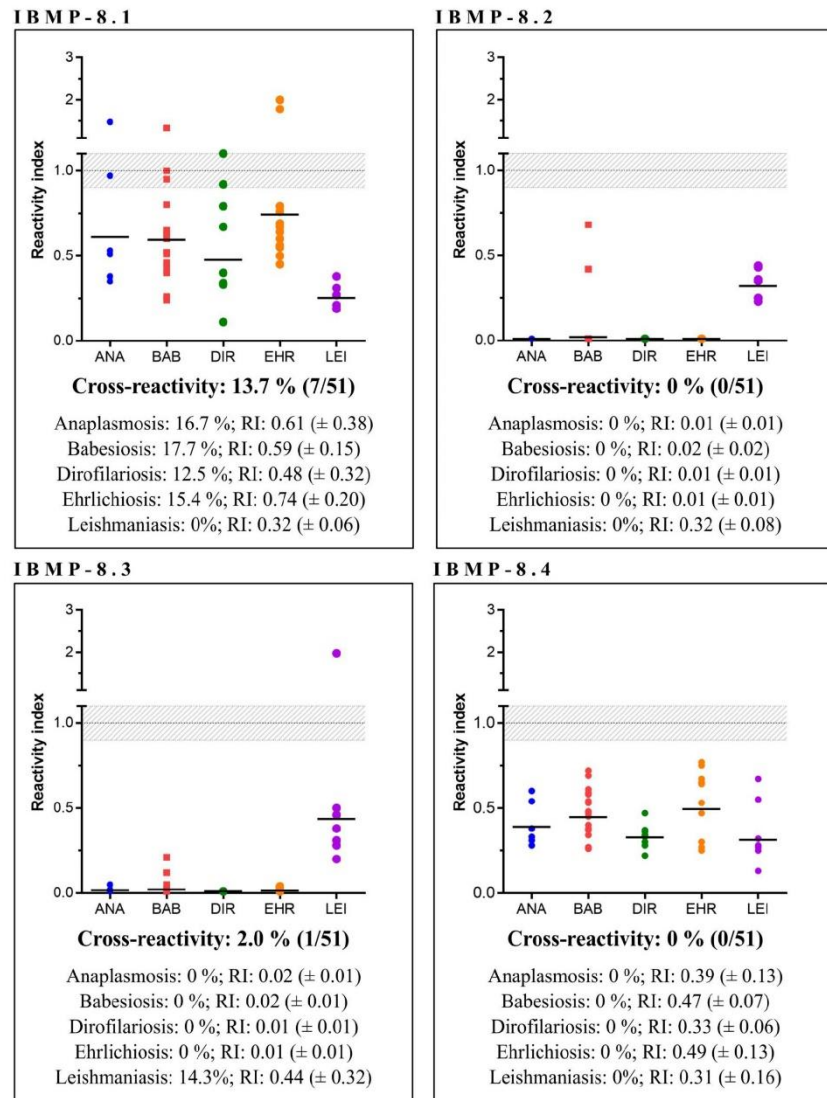 IBMP-8.1
3
2
1.0
0.5
0.0
Reactivity index
ANA BAB DIR EHR LEI
Cross-reactivity: 13.7 % (7/51)
Anaplasmosis: 16.7 %; RI: 0.61 (± 0.38)
Babesiosis: 17.7 %; RI: 0.59 (± 0.15)
Dirofilariosis: 12.5 %; RI: 0.48 (± 0.32)
Ehrlichiosis: 15.4 %; RI: 0.74 (± 0.20)
Leishmaniasis: 0%; RI: 0.32 (± 0.06)
IBMP-8.2
3
2
1.0
0.5
0.0
Reactivity index
ANA BAB DIR EHR LEI
Cross-reactivity: 0 % (0/51)
Anaplasmosis: 0 %; RI: 0.01 (± 0.01)
Babesiosis: 0 %; RI: 0.02 (± 0.02)
Dirofilariosis: 0 %; RI: 0.01 (± 0.01)
Ehrlichiosis: 0 %; RI: 0.01 (± 0.01)
Leishmaniasis: 0%; RI: 0.32 (± 0.08)
IBMP-8.3
3
2
1.0
0.5
0.0
Reactivity index
ANA BAB DIR EHR LEI
Cross-reactivity: 2.0 % (1/51)
Anaplasmosis: 0 %; RI: 0.02 (± 0.01)
Babesiosis: 0 %; RI: 0.02 (± 0.01)
Dirofilariosis: 0 %; RI: 0.01 (± 0.01)
Ehrlichiosis: 0 %; RI: 0.01 (± 0.01)
Leishmaniasis: 14.3%; RI: 0.44 (± 0.32)
IBMP-8.4
3
2
1.0
0.5
0.0
Reactivity index
ANA BAB DIR EHR LEI
Cross-reactivity: 0 % (0/51)
Anaplasmosis: 0 %; RI: 0.39 (± 0.13)
Babesiosis: 0 %; RI: 0.47 (± 0.07)
Dirofilariosis: 0 %; RI: 0.33 (± 0.06)
Ehrlichiosis: 0 %; RI: 0.49 (± 0.13)
Leishmaniasis: 0%; RI: 0.31 (± 0.16)